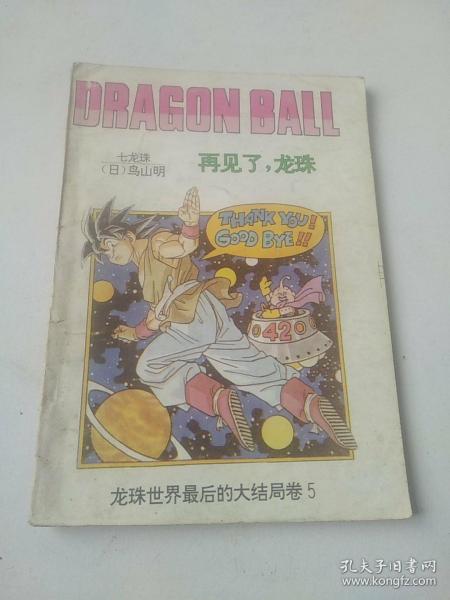 DRAGON BALL
七龙珠
(日)鸟山明
再见了,龙珠
THANK YOU!
GOOD BYE!!
42
龙珠世界最后的大结局卷5
孔夫子旧书网
www.kongfz.com